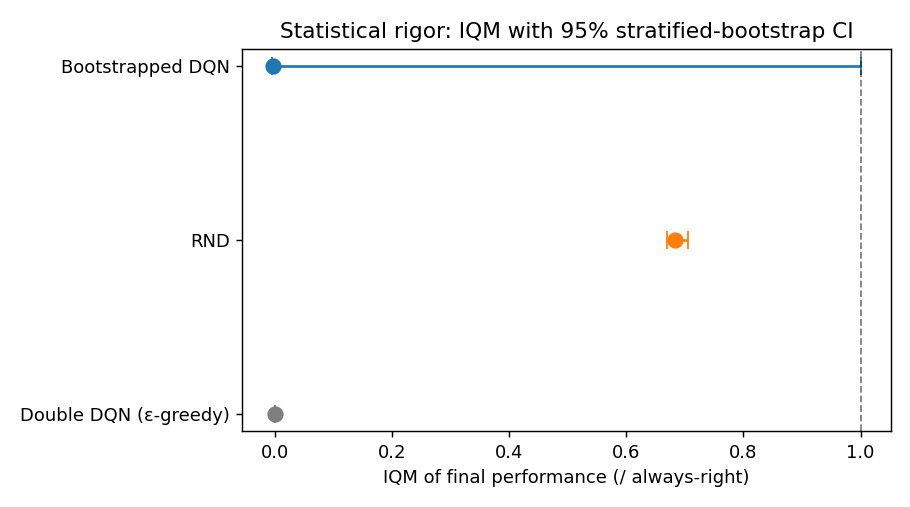 Statistical rigor: IQM with 95% stratified-bootstrap CI
Bootstrapped DQN
RND
Double DQN (ε-greedy)
0.0 0.2 0.4 0.6 0.8 1.0
IQM of final performance (/ always-right)